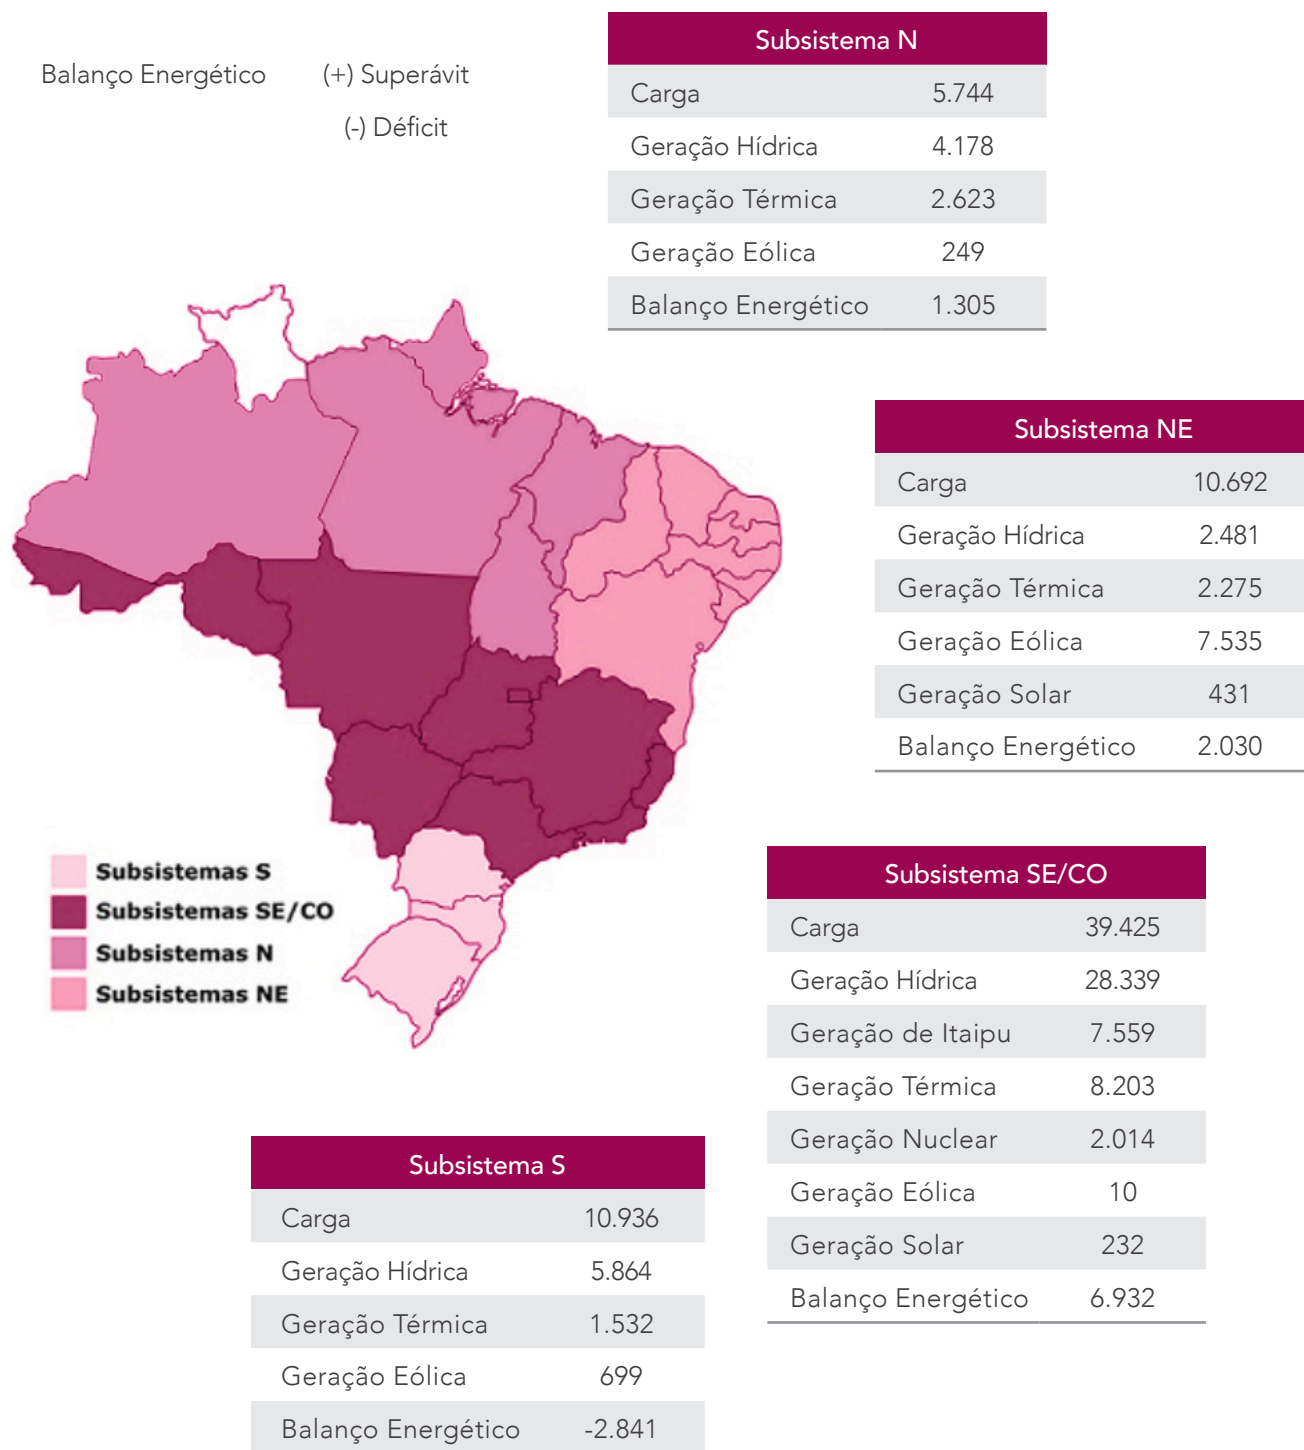 Balanço Energético (+) Superávit
(-) Déficit
Subsistema N
Carga 5.744
Geração Hídrica 4.178
Geração Térmica 2.623
Geração Eólica 249
Balanço Energético 1.305
Subsistema NE
Carga 10.692
Geração Hídrica 2.481
Geração Térmica 2.275
Geração Eólica 7.535
Geração Solar 431
Balanço Energético 2.030
Subsistemas S
Subsistemas SE/CO
Subsistemas N
Subsistemas NE
Subsistema SE/CO
Carga 39.425
Geração Hídrica 28.339
Geração de Itaipu 7.559
Geração Térmica 8.203
Geração Nuclear 2.014
Geração Eólica 10
Geração Solar 232
Balanço Energético 6.932
Subsistema S
Carga 10.936
Geração Hídrica 5.864
Geração Térmica 1.532
Geração Eólica 699
Balanço Energético -2.841